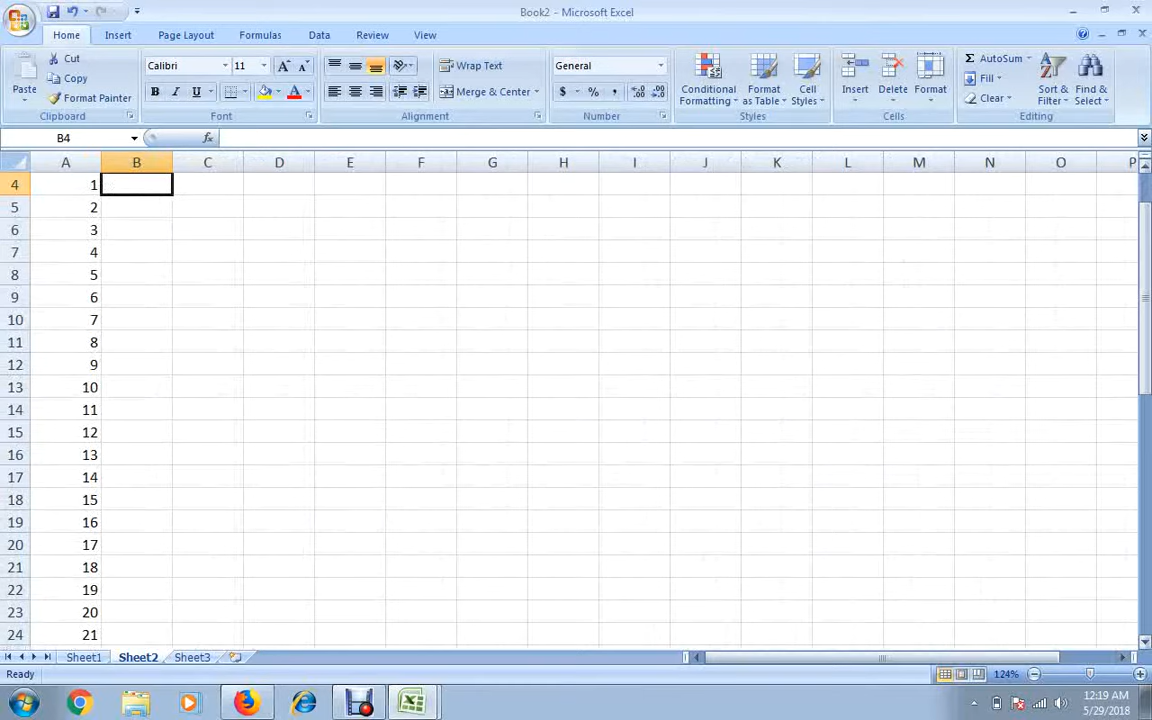 Book2 - Microsoft Excel
Home Insert Page Layout Formulas Data Review View
Cut
Copy
Format Painter
Paste
Clipboard
Calibri 11
B I U
A A
A
Font
Wrap Text
Merge & Center
Alignment
General
$ % ,
Number
Conditional Formatting
Format as Table
Cell Styles
Styles
Insert
Delete
Format
Cells
Σ AutoSum
Fill
Clear
Sort & Filter
Find & Select
Editing
B4
fx
A B C D E F G H I J K L M N O P
4 1
5 2
6 3
7 4
8 5
9 6
10 7
11 8
12 9
13 10
14 11
15 12
16 13
17 14
18 15
19 16
20 17
21 18
22 19
23 20
24 21
Sheet1 Sheet2 Sheet3
Ready
124%
12:19 AM
5/29/2018